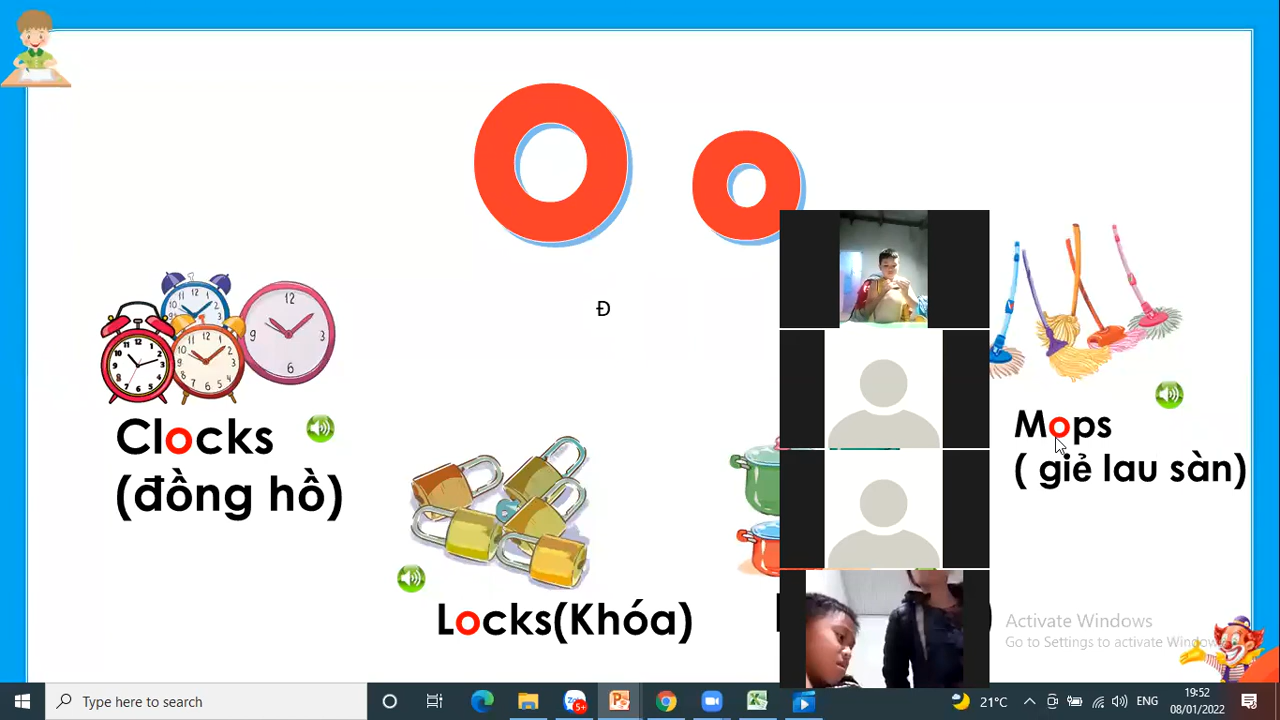 O o
Đ
Clocks
(đồng hồ)
Locks(Khóa)
Mops
( giẻ lau sàn)
Activate Windows
Go to Settings to activate Windows.
Type here to search
5+
21°C
ENG
19:52
08/01/2022